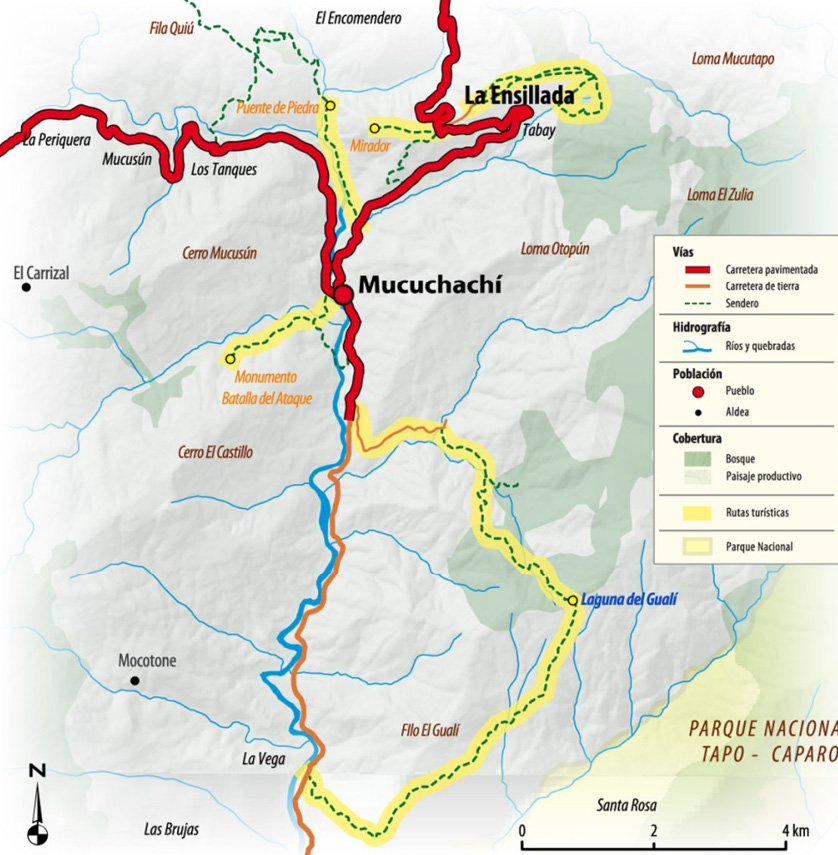 El Encomendero
Fila Quiú
Loma Mucutapo
La Ensillada
Puente de Piedra
Tabay
La Periquera
Mirador
Mucusún
Los Tanques
Loma El Zulia
Cerro Mucusún
Loma Otopún
El Carrizal
Mucuchachí
Monumento
Batalla del Ataque
Cerro El Castillo
Vías
Carretera pavimentada
Carretera de tierra
Sendero
Hidrografía
Ríos y quebradas
Población
Pueblo
Aldea
Cobertura
Bosque
Paisaje productivo
Rutas turísticas
Parque Nacional
Laguna del Gualí
Mocotone
Fllo El Gualí
PARQUE NACIONA
TAPO - CAPARO
La Vega
N
Santa Rosa
Las Brujas
0 2 4 km